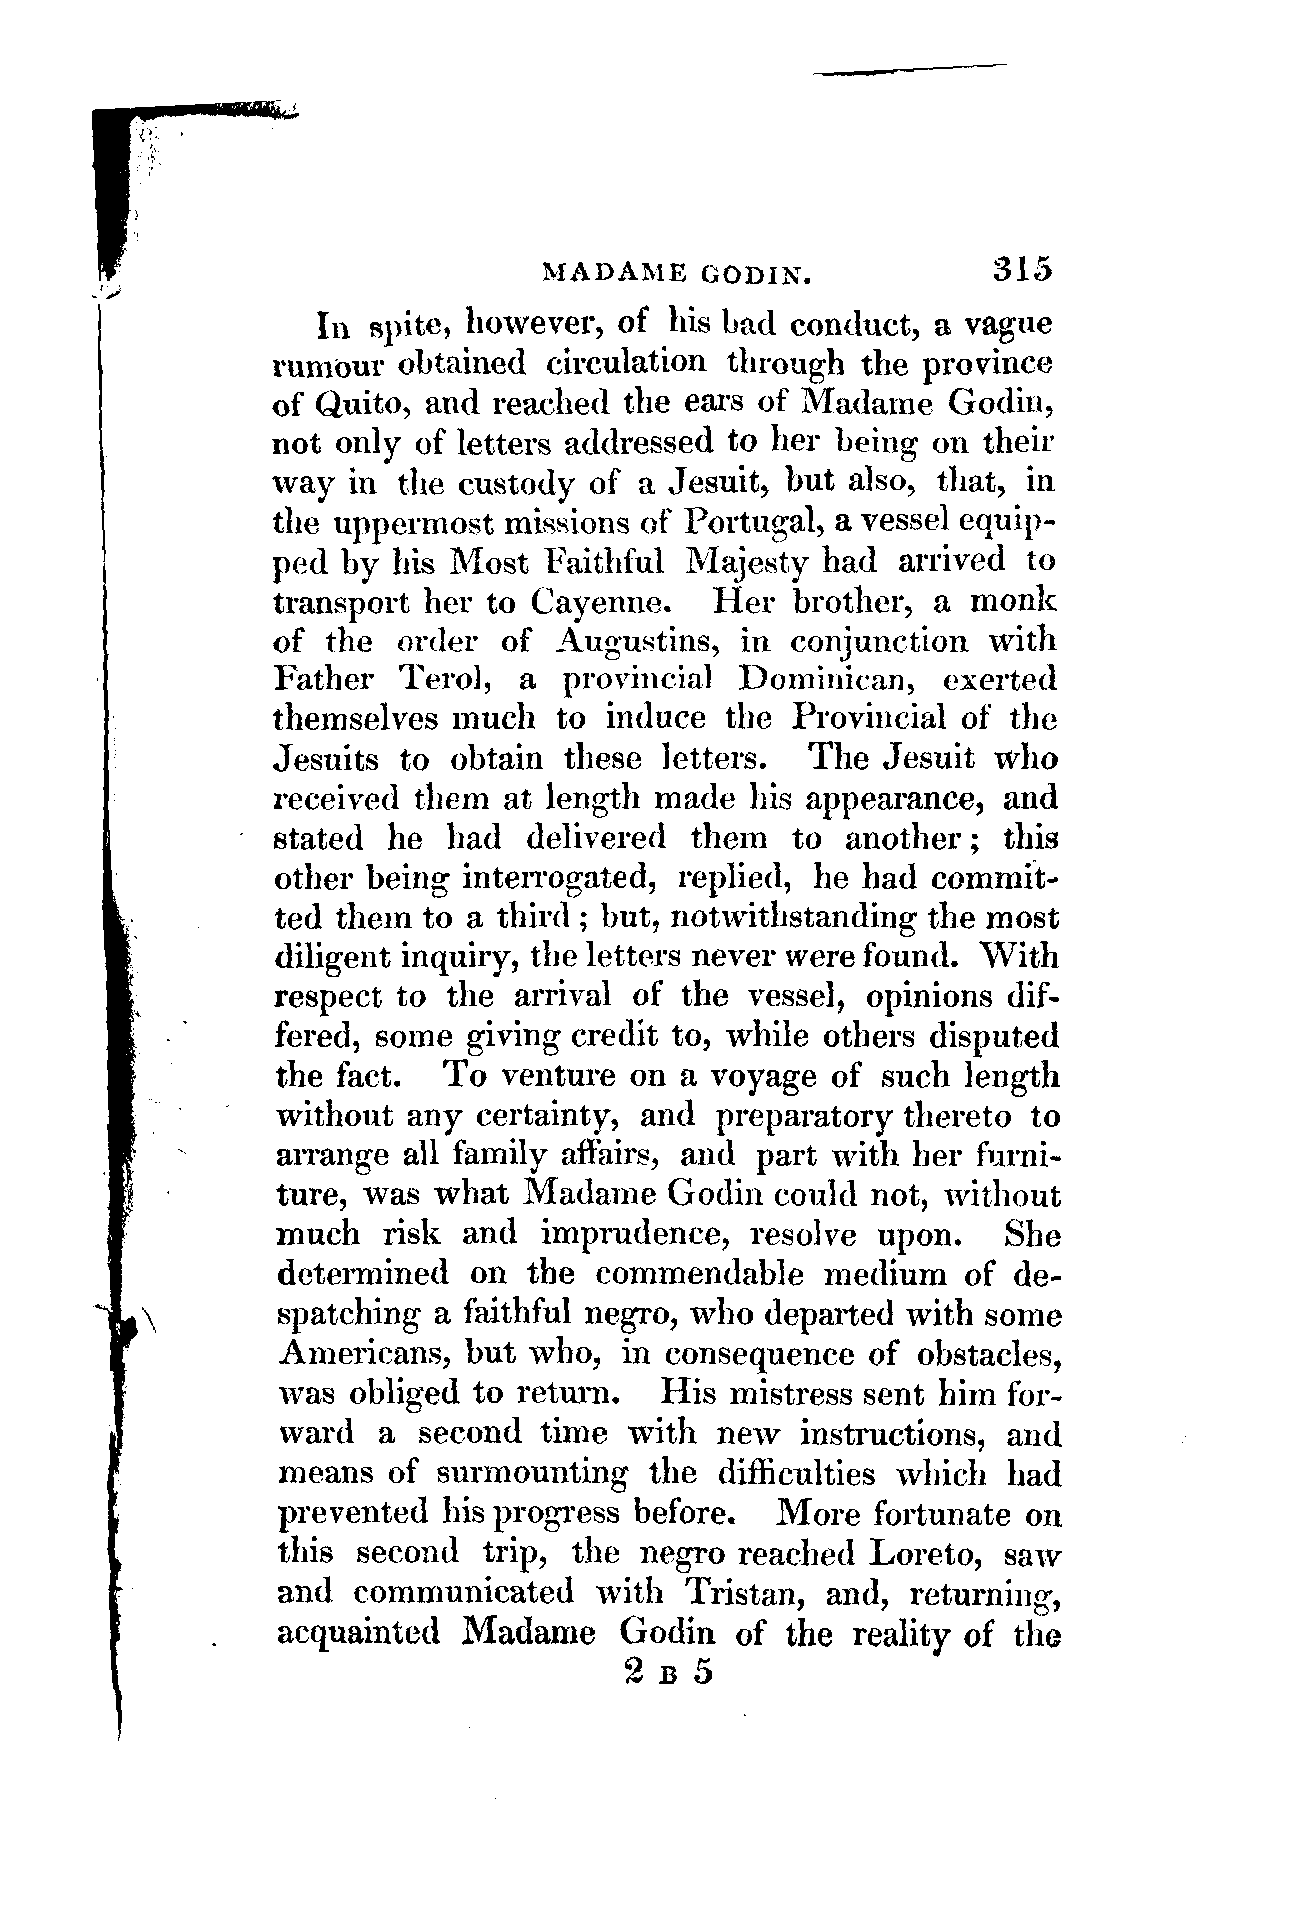 MADAME GODIN. 315
In spite, however, of his bad conduct, a vague
rumour obtained circulation through the province
of Quito, and reached the ears of Madame Godin,
not only of letters addressed to her being on their
way in the custody of a Jesuit, but also, that, in
the uppermost missions of Portugal, a vessel equip-
ped by his Most Faithful Majesty had arrived to
transport her to Cayenne. Her brother, a monk
of the order of Augustins, in conjunction with
Father Terol, a provincial Dominican, exerted
themselves much to induce the Provincial of the
Jesuits to obtain these letters. The Jesuit who
received them at length made his appearance, and
stated he had delivered them to another; this
other being interrogated, replied, he had commit-
ted them to a third; but, notwithstanding the most
diligent inquiry, the letters never were found. With
respect to the arrival of the vessel, opinions dif-
fered, some giving credit to, while others disputed
the fact. To venture on a voyage of such length
without any certainty, and preparatory thereto to
arrange all family affairs, and part with her furni-
ture, was what Madame Godin could not, without
much risk and imprudence, resolve upon. She
determined on the commendable medium of de-
spatching a faithful negro, who departed with some
Americans, but who, in consequence of obstacles,
was obliged to return. His mistress sent him for-
ward a second time with new instructions, and
means of surmounting the difficulties which had
prevented his progress before. More fortunate on
this second trip, the negro reached Loreto, saw
and communicated with Tristan, and, returning,
acquainted Madame Godin of the reality of the
2 B 5